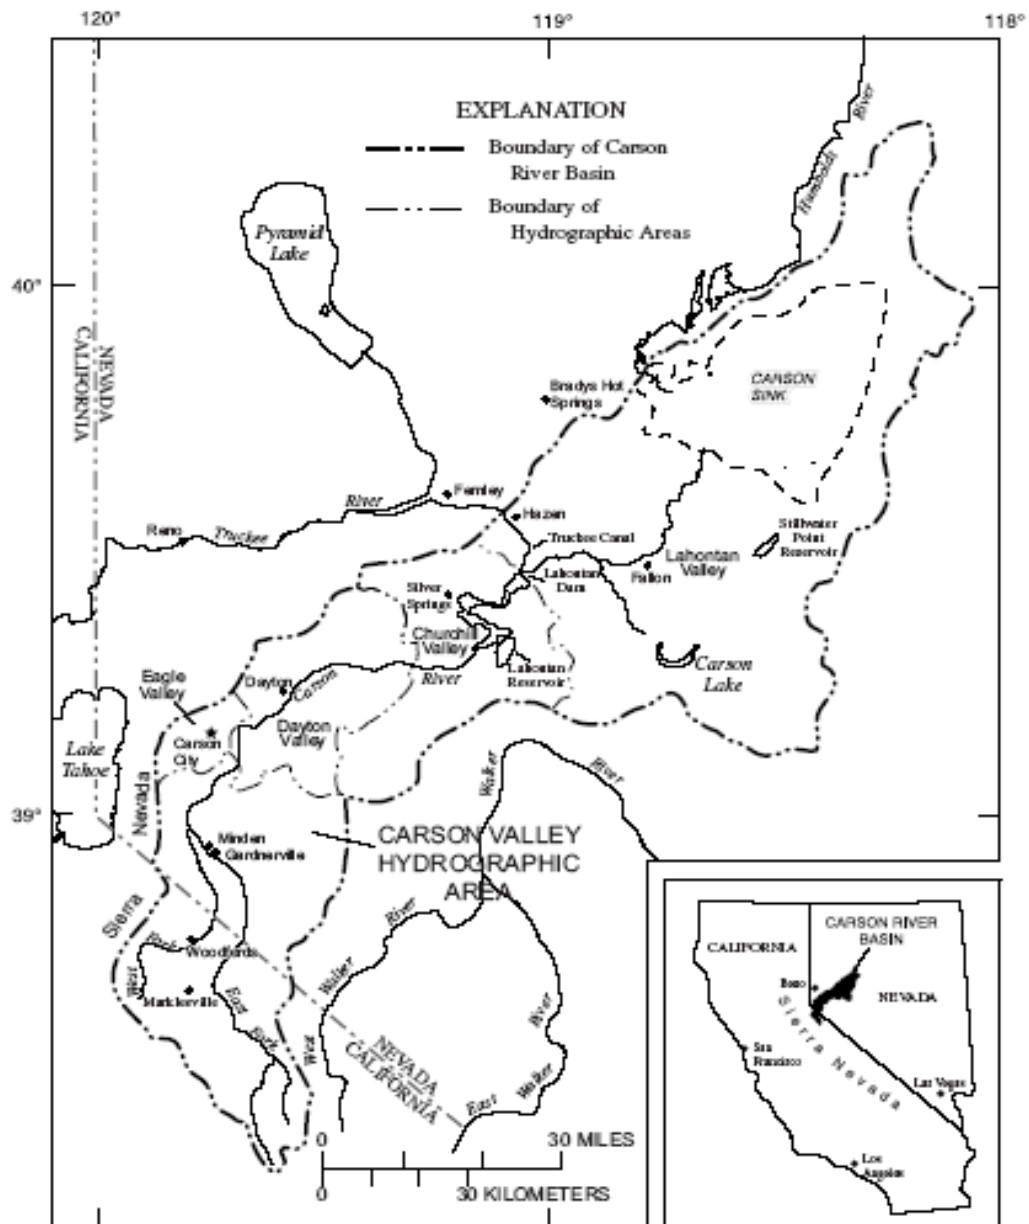 120°
119°
118°
EXPLANATION
Boundary of Carson
River Basin
Boundary of
Hydrographic Areas
River
Humboldt
Pyramid
Lake
40°
NEVADA
CALIFORNIA
CARSON
SINK
Bradys Hot
Springs
Fernley
River
Hazen
Reno
Truckee
Truckee Canal
Stillwater
Point
Reservoir
Lahontan
Valley
Fallon
Lahontan
Dam
Silver
Springs
Churchill
Valley
Carson
Lake
Lahontan
Reservoir
River
Carson
Dayton
Eagle
Valley
Dayton
Valley
Carson
City
Lake
Tahoe
Walker
River
39°
Nevada
Sierra
Minden
Gardnerville
CARSON VALLEY
HYDROGRAPHIC
AREA
River
Walker
West
West
Fork
Woodfords
Markleeville
East
Fork
River
Walker
East
NEVADA
CALIFORNIA
0
30 MILES
0
30 KILOMETERS
CARSON RIVER
BASIN
CALIFORNIA
NEVADA
Reno
Sierra Nevada
San
Francisco
Las Vegas
Los
Angeles